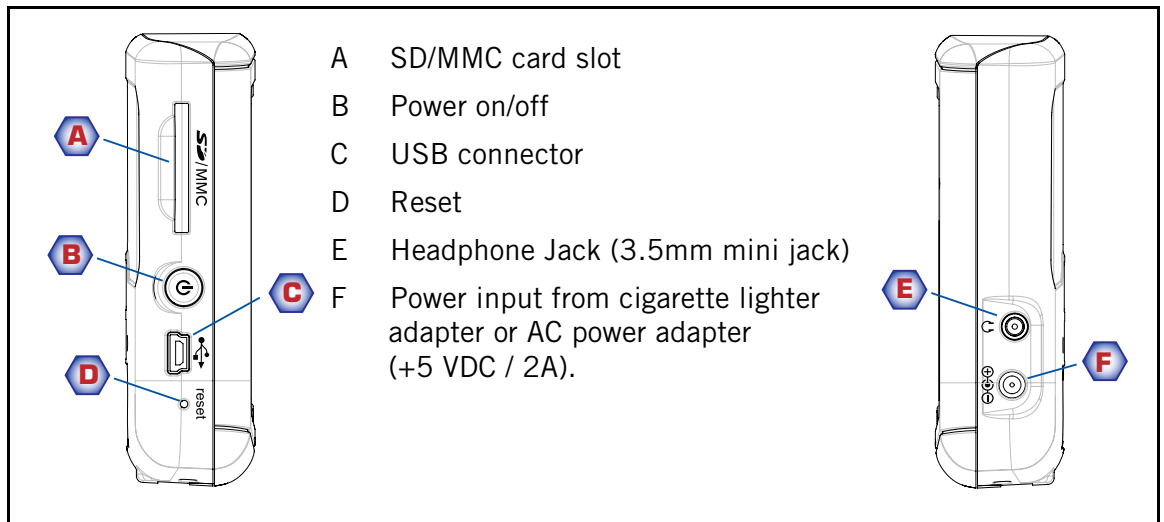 A SD/MMC card slot
B Power on/off
C USB connector
D Reset
E Headphone Jack (3.5mm mini jack)
F Power input from cigarette lighter
adapter or AC power adapter
(+5 VDC / 2A).
A
SD/MMC
B
C
D
reset
E
F